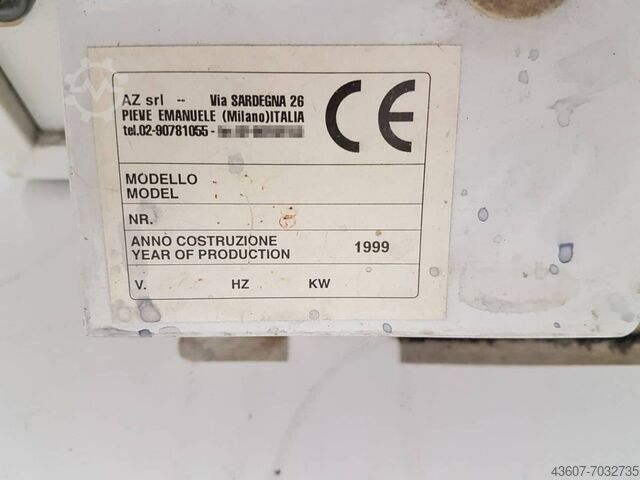 AZ srl -- Via SARDEGNA 26
PIEVE EMANUELE (Milano)ITALIA
tel.02-90781055 -
CE
MODELLO
MODEL
NR.
ANNO COSTRUZIONE
YEAR OF PRODUCTION 1999
V. HZ KW
43607-7032735